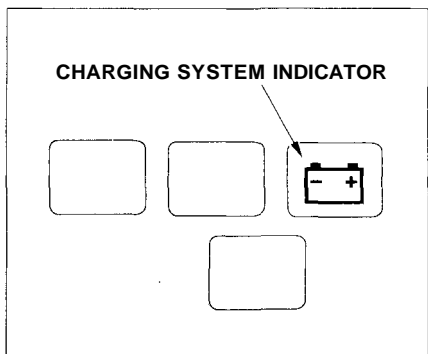 CHARGING SYSTEM INDICATOR
- +